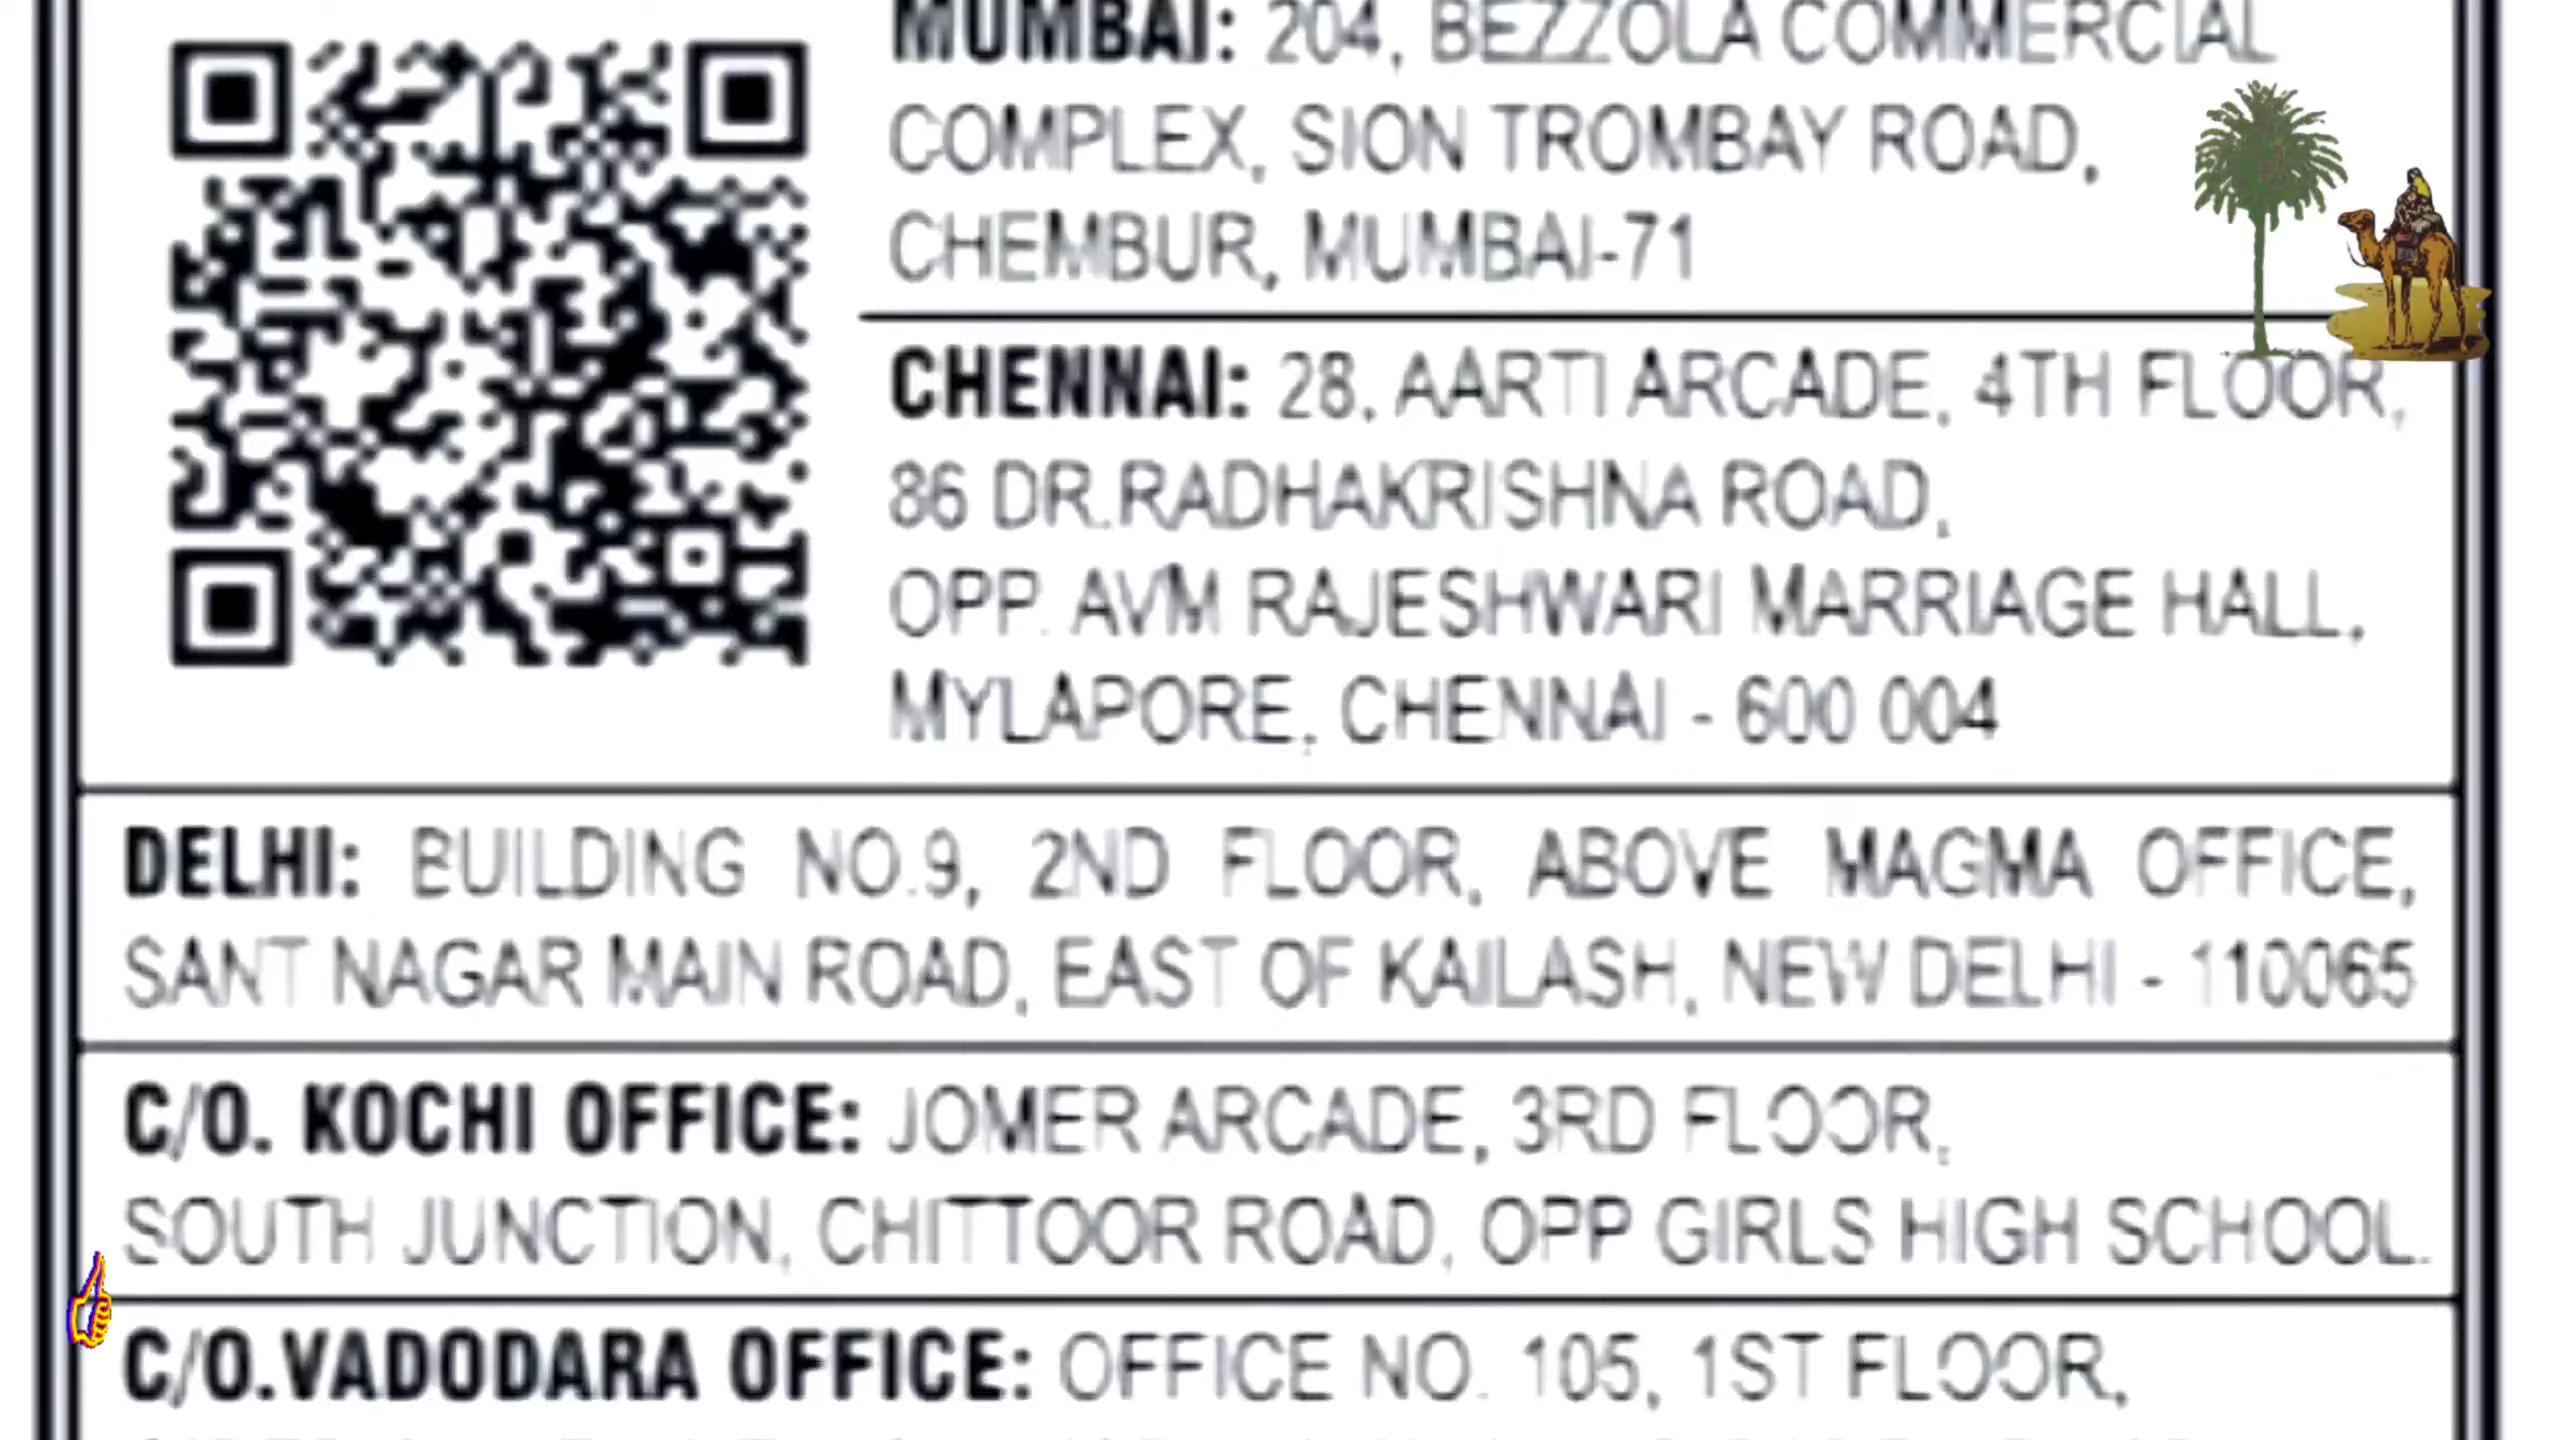 MUMBAI: 204, BEZZOLA COMMERCIAL
COMPLEX, SION TROMBAY ROAD,
CHEMBUR, MUMBAI-71
CHENNAI: 28, AARTI ARCADE, 4TH FLOOR,
86 DR.RADHAKRISHNA ROAD,
OPP. AVM RAJESHWARI MARRIAGE HALL,
MYLAPORE, CHENNAI - 600 004
DELHI: BUILDING NO.9, 2ND FLOOR, ABOVE MAGMA OFFICE,
SANT NAGAR MAIN ROAD, EAST OF KAILASH, NEW DELHI - 110065
C/O. KOCHI OFFICE: JOMER ARCADE, 3RD FLOOR,
SOUTH JUNCTION, CHITTOOR ROAD, OPP GIRLS HIGH SCHOOL.
C/O.VADODARA OFFICE: OFFICE NO. 105, 1ST FLOOR,